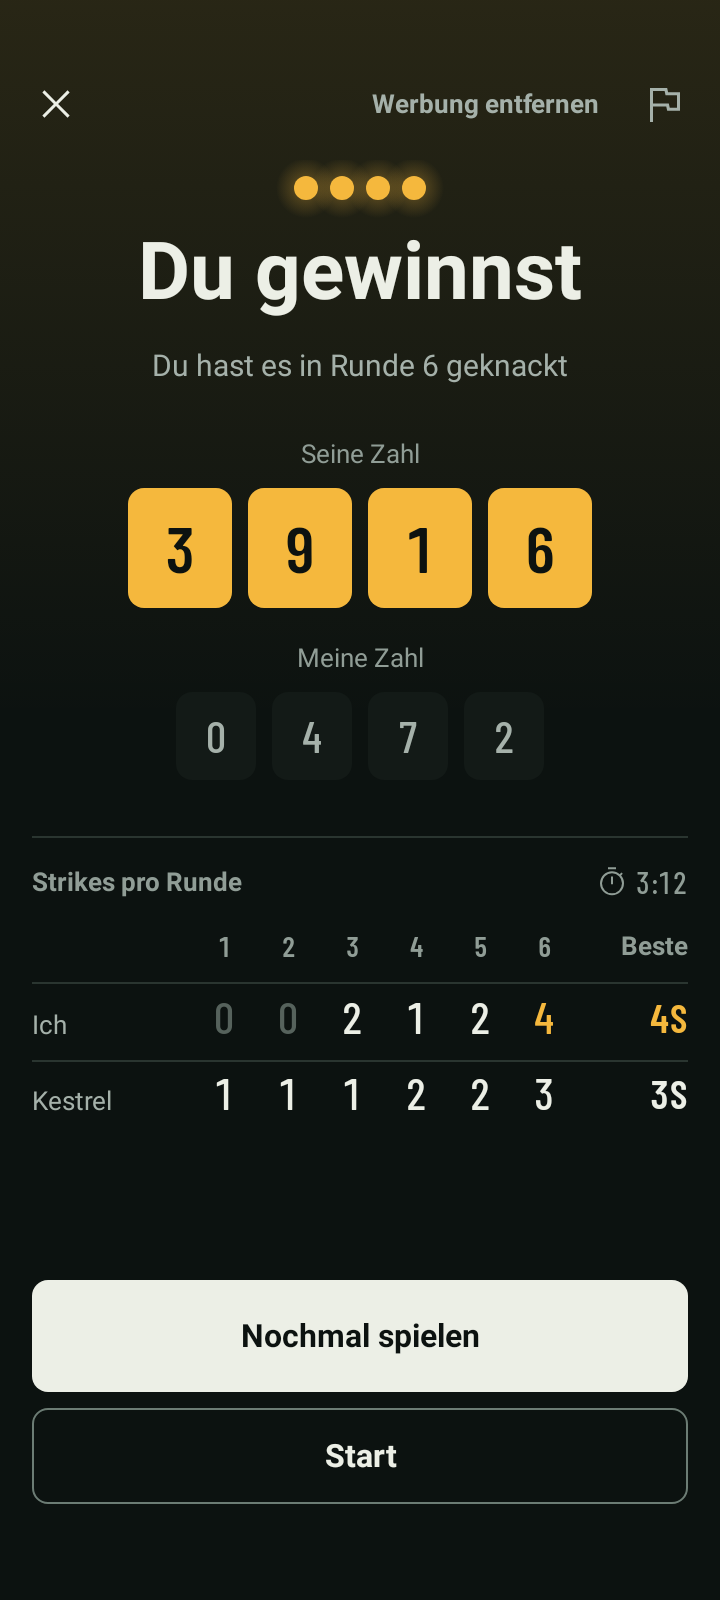 Werbung entfernen
Du gewinnst
Du hast es in Runde 6 geknackt
Seine Zahl
3 9 1 6
Meine Zahl
0 4 7 2
Strikes pro Runde 3:12
1 2 3 4 5 6 Beste
Ich 0 0 2 1 2 4 4S
Kestrel 1 1 1 2 2 3 3S
Nochmal spielen
Start